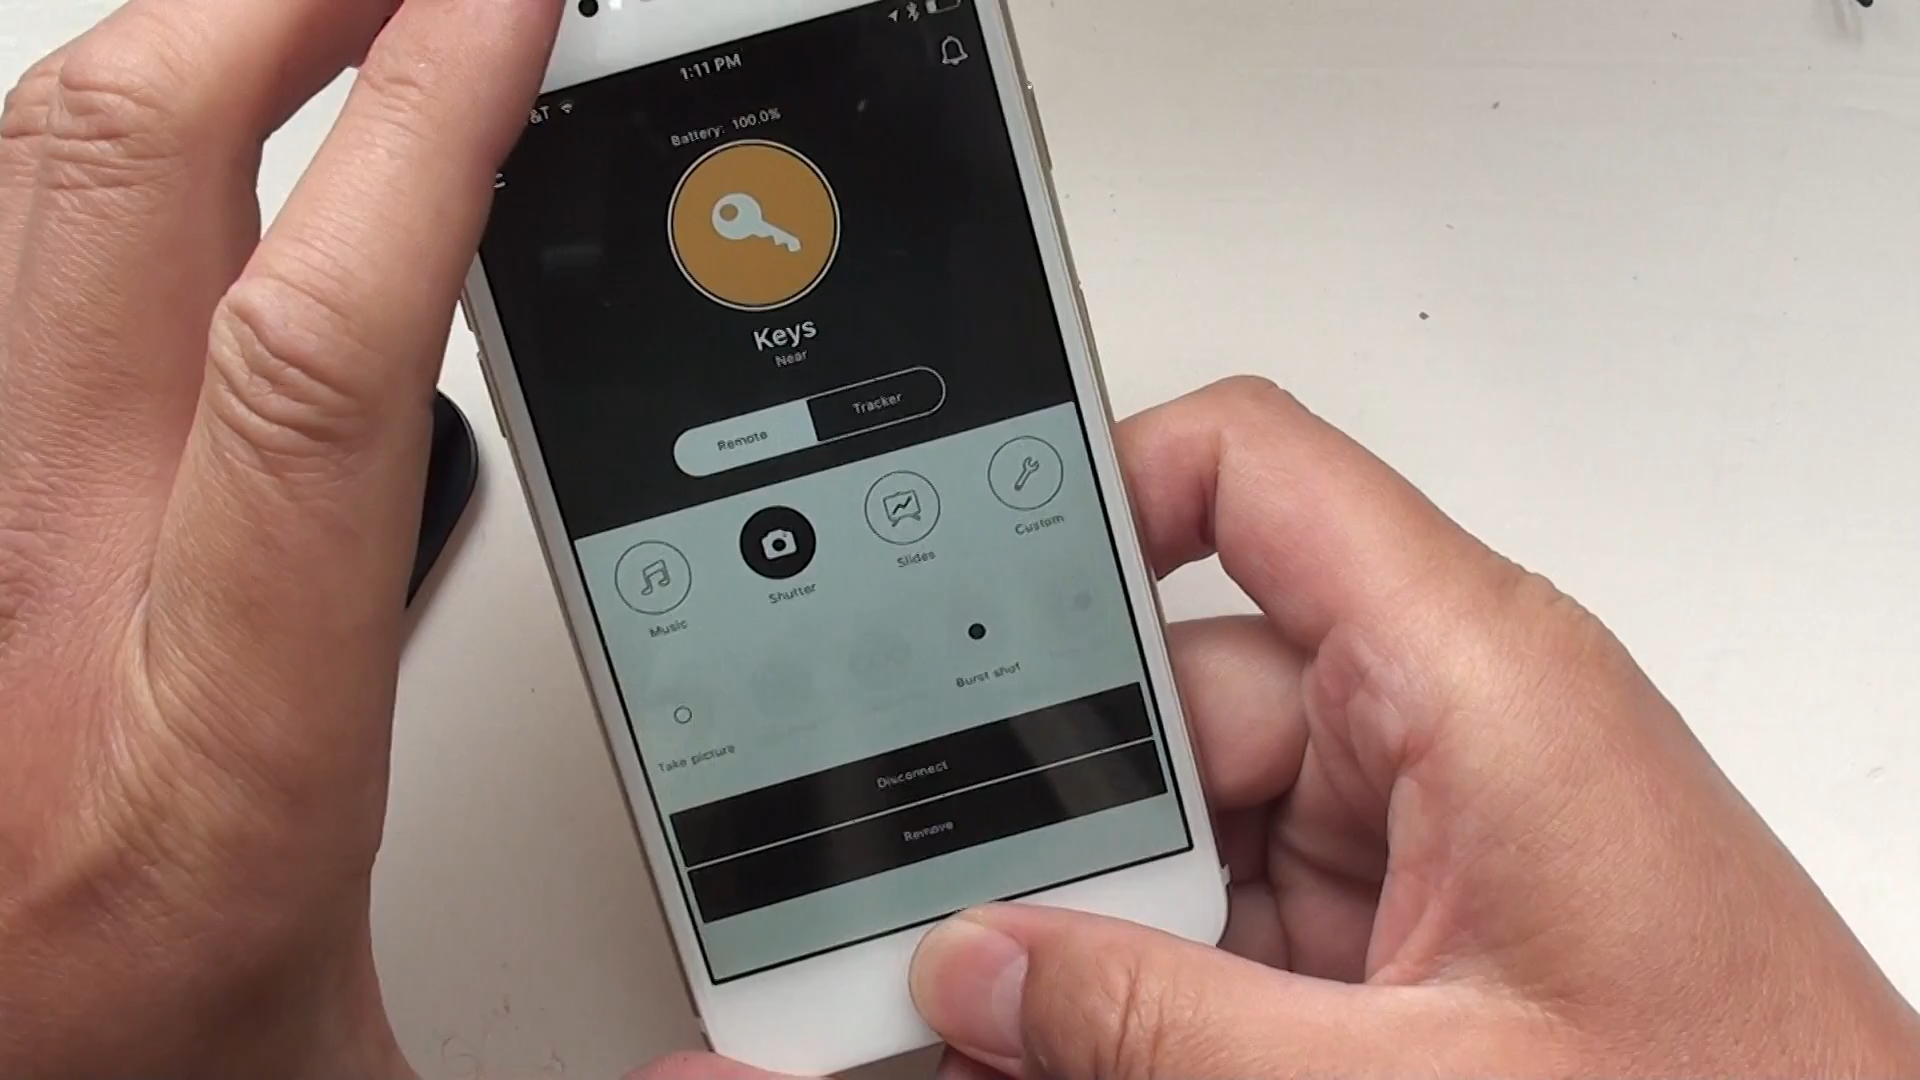 1:11 PM
&T
Battery: 100.0%
Keys
Near
Remote
Tracker
Music
Shutter
Slides
Custom
Take picture
Burst shot
Disconnect
Remove